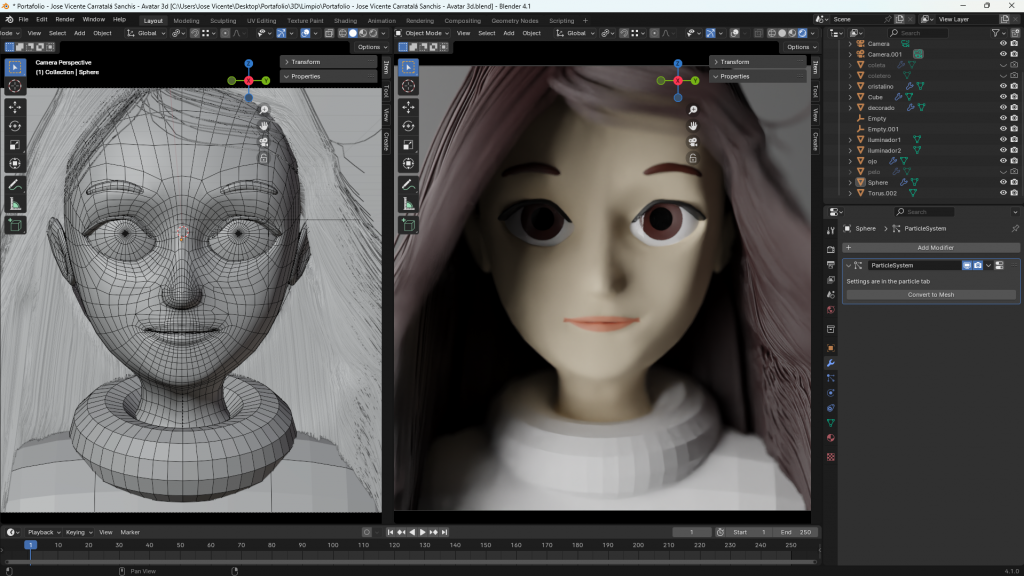 * Portafolio - Jose Vicente Carratalá Sanchis - Avatar 3d [C:\Users\Jose Vicente\Desktop\Portafolio\3D\Limpio\Portafolio - Jose Vicente Carratalá Sanchis - Avatar 3d.blend] - Blender 4.1
File Edit Render Window Help Layout Modeling Sculpting UV Editing Texture Paint Shading Animation Rendering Compositing Geometry Nodes Scripting + Scene View Layer
View Select Add Object Global
Object Mode View Select Add Object Global
Search
Options
Options
Camera Perspective
(1) Collection | Sphere
Transform
Properties
Item
Tool
View
Create
Z
Y
X
Transform
Properties
Item
Tool
View
Create
Z
Y
X
Camera
Camera.001
coleta
coletero
cristalino
Cube
decorado
Empty
Empty.001
iluminador1
iluminador2
ojo
pelo
Sphere
Torus.002
Search
Sphere > ParticleSystem
+ Add Modifier
ParticleSystem
Settings are in the particle tab
Convert to Mesh
Playback Keying View Marker
1 Start 1 End 250
1 10 20 30 40 50 60 70 80 90 100 110 120 130 140 150 160 170 180 190 200 210 220 230 240 250
Pan View
4.1.0